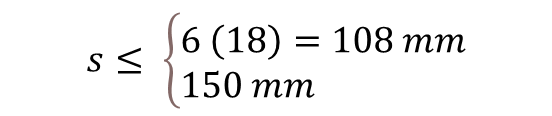 s ≤ { 6 (18) = 108 mm
150 mm